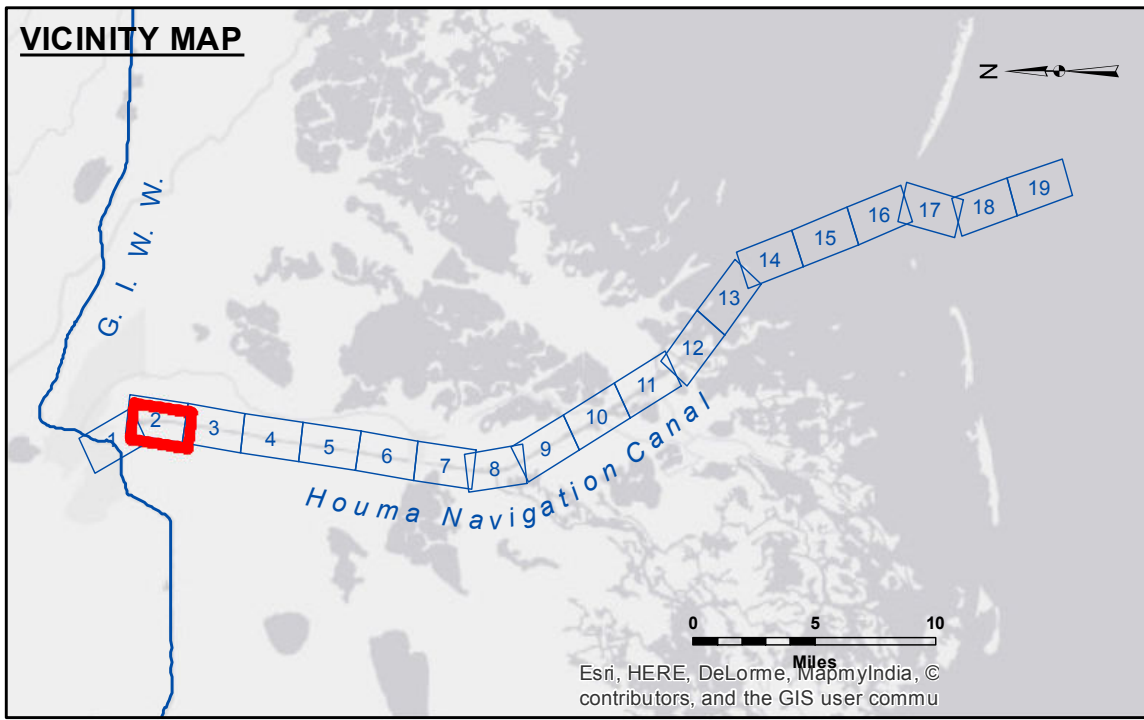 VICINITY MAP
N
G. I. W. W.
1
2
3
4
5
6
7
8
9
10
11
12
13
14
15
16
17
18
19
Houma Navigation Canal
0 5 10
Miles
Esri, HERE, DeLorme, MapmyIndia, ©
contributors, and the GIS user commu